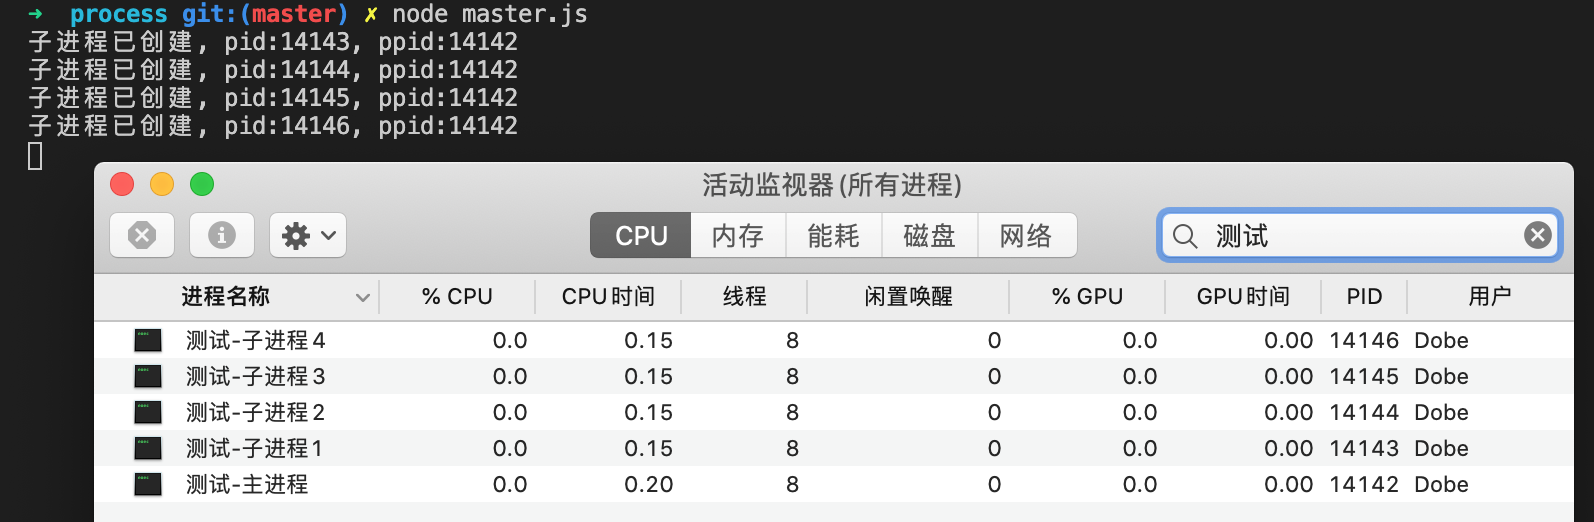 ➜ process git:(master) ✗ node master.js
子进程已创建, pid:14143, ppid:14142
子进程已创建, pid:14144, ppid:14142
子进程已创建, pid:14145, ppid:14142
子进程已创建, pid:14146, ppid:14142
活动监视器(所有进程)
CPU 内存 能耗 磁盘 网络 测试
进程名称 % CPU CPU时间 线程 闲置唤醒 % GPU GPU时间 PID 用户
测试-子进程4 0.0 0.15 8 0 0.0 0.00 14146 Dobe
测试-子进程3 0.0 0.15 8 0 0.0 0.00 14145 Dobe
测试-子进程2 0.0 0.15 8 0 0.0 0.00 14144 Dobe
测试-子进程1 0.0 0.15 8 0 0.0 0.00 14143 Dobe
测试-主进程 0.0 0.20 8 0 0.0 0.00 14142 Dobe